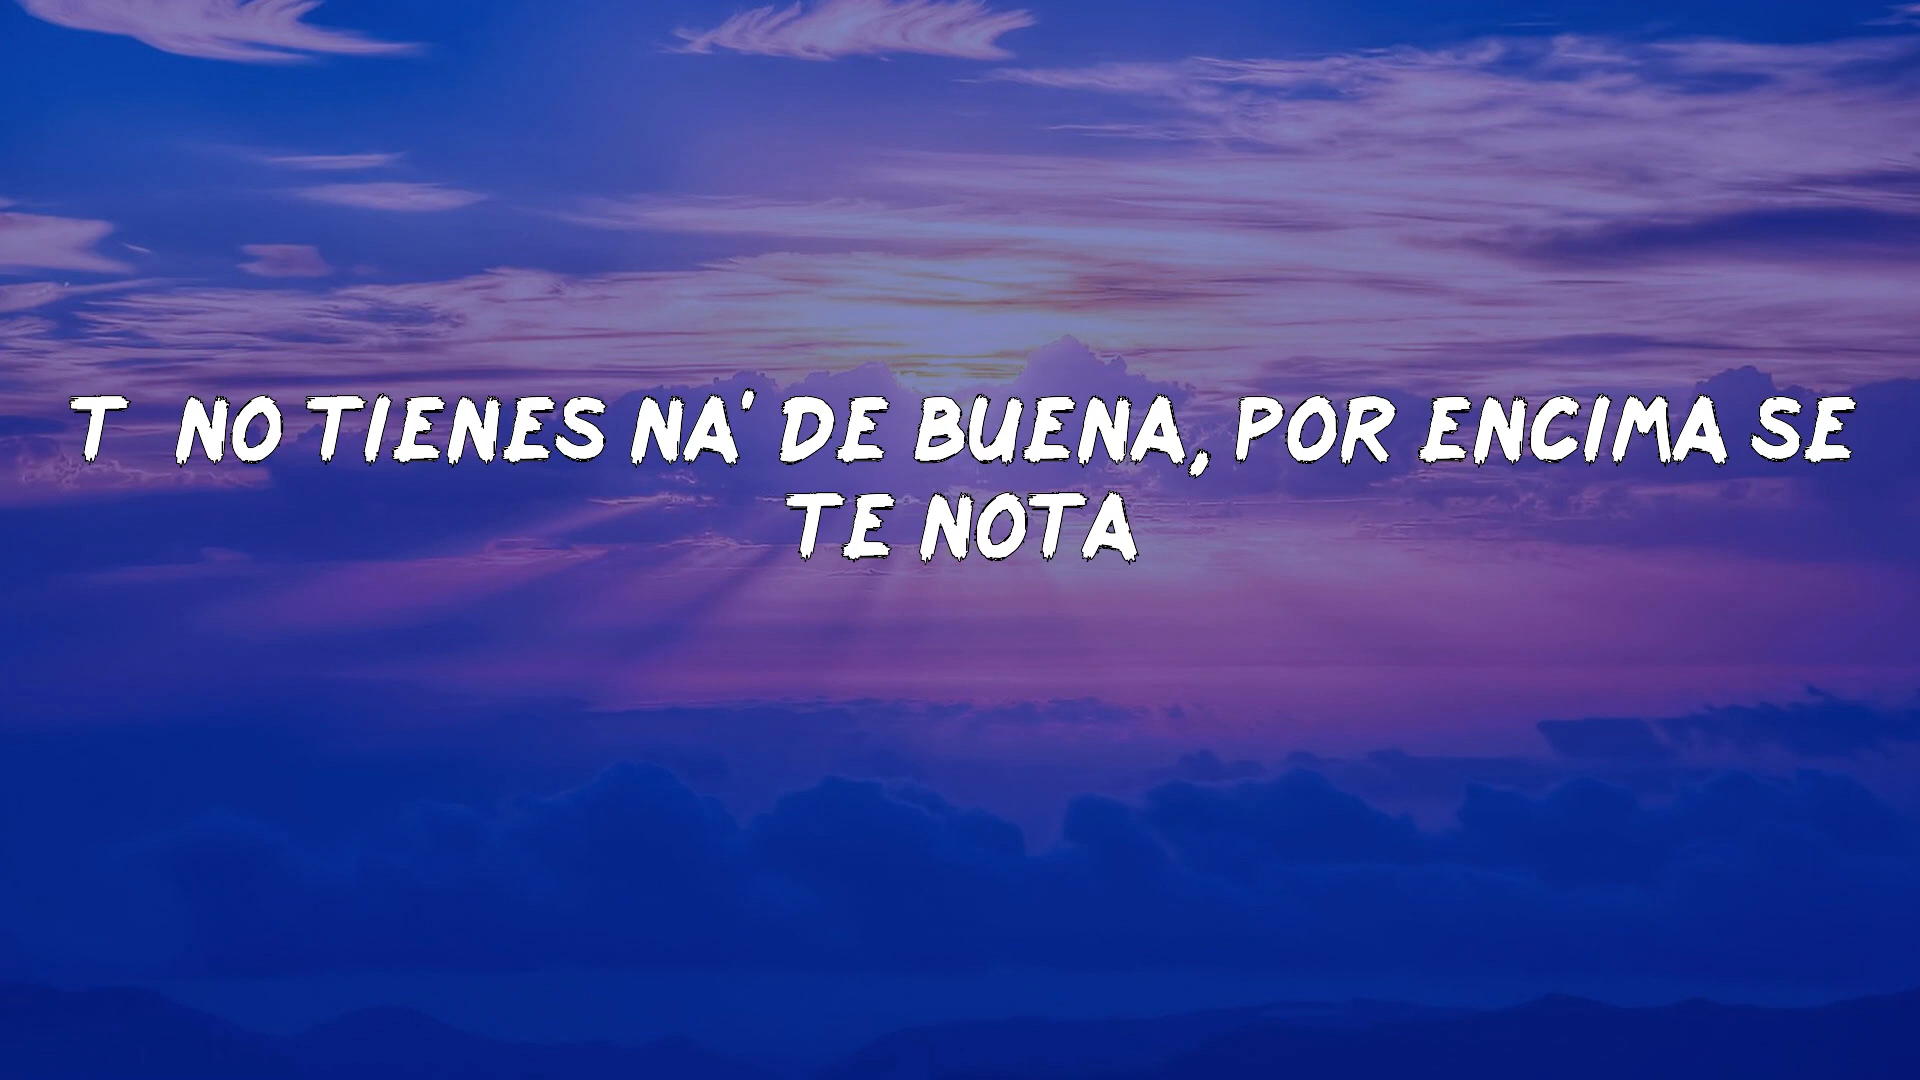 T NO TIENES NA' DE BUENA, POR ENCIMA SE
TE NOTA